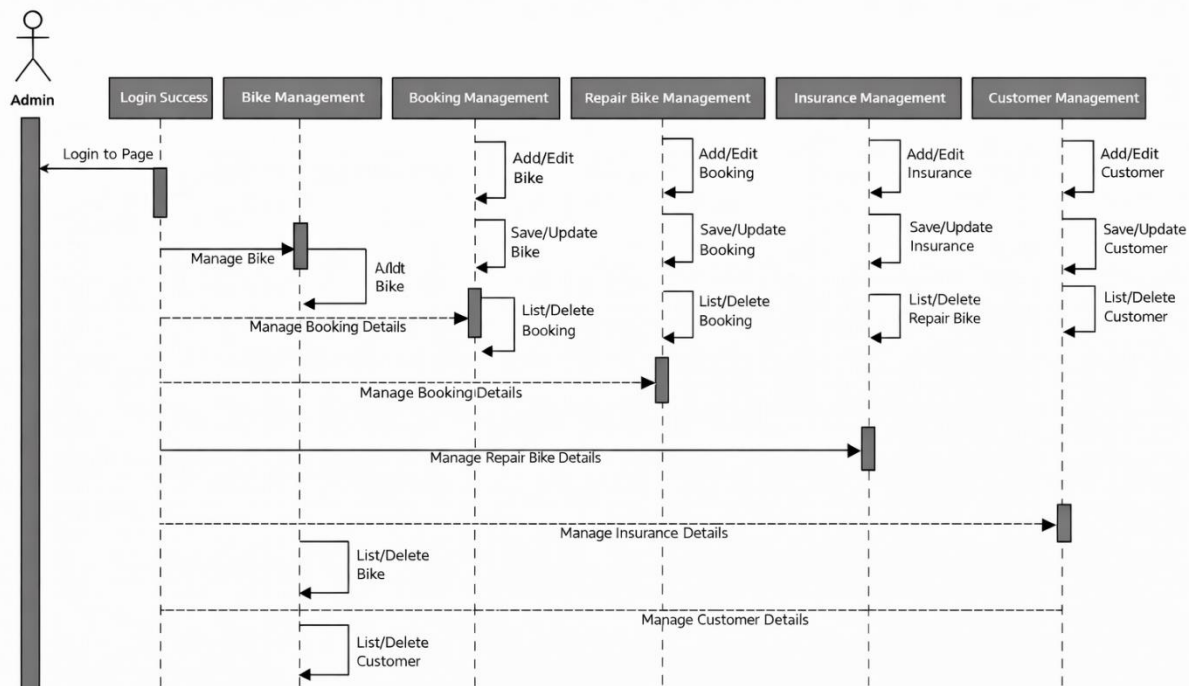 Admin
Login Success
Bike Management
Booking Management
Repair Bike Management
Insurance Management
Customer Management
Login to Page
Add/Edit
Bike
Add/Edit
Booking
Add/Edit
Insurance
Add/Edit
Customer
Save/Update
Bike
Save/Update
Booking
Save/Update
Insurance
Save/Update
Customer
Manage Bike
Bike
List/Delete
Booking
List/Delete
Booking
List/Delete
Repair Bike
List/Delete
Customer
Manage Booking Details
Manage Booking Details
Manage Repair Bike Details
Manage Insurance Details
List/Delete
Bike
Manage Customer Details
List/Delete
Customer